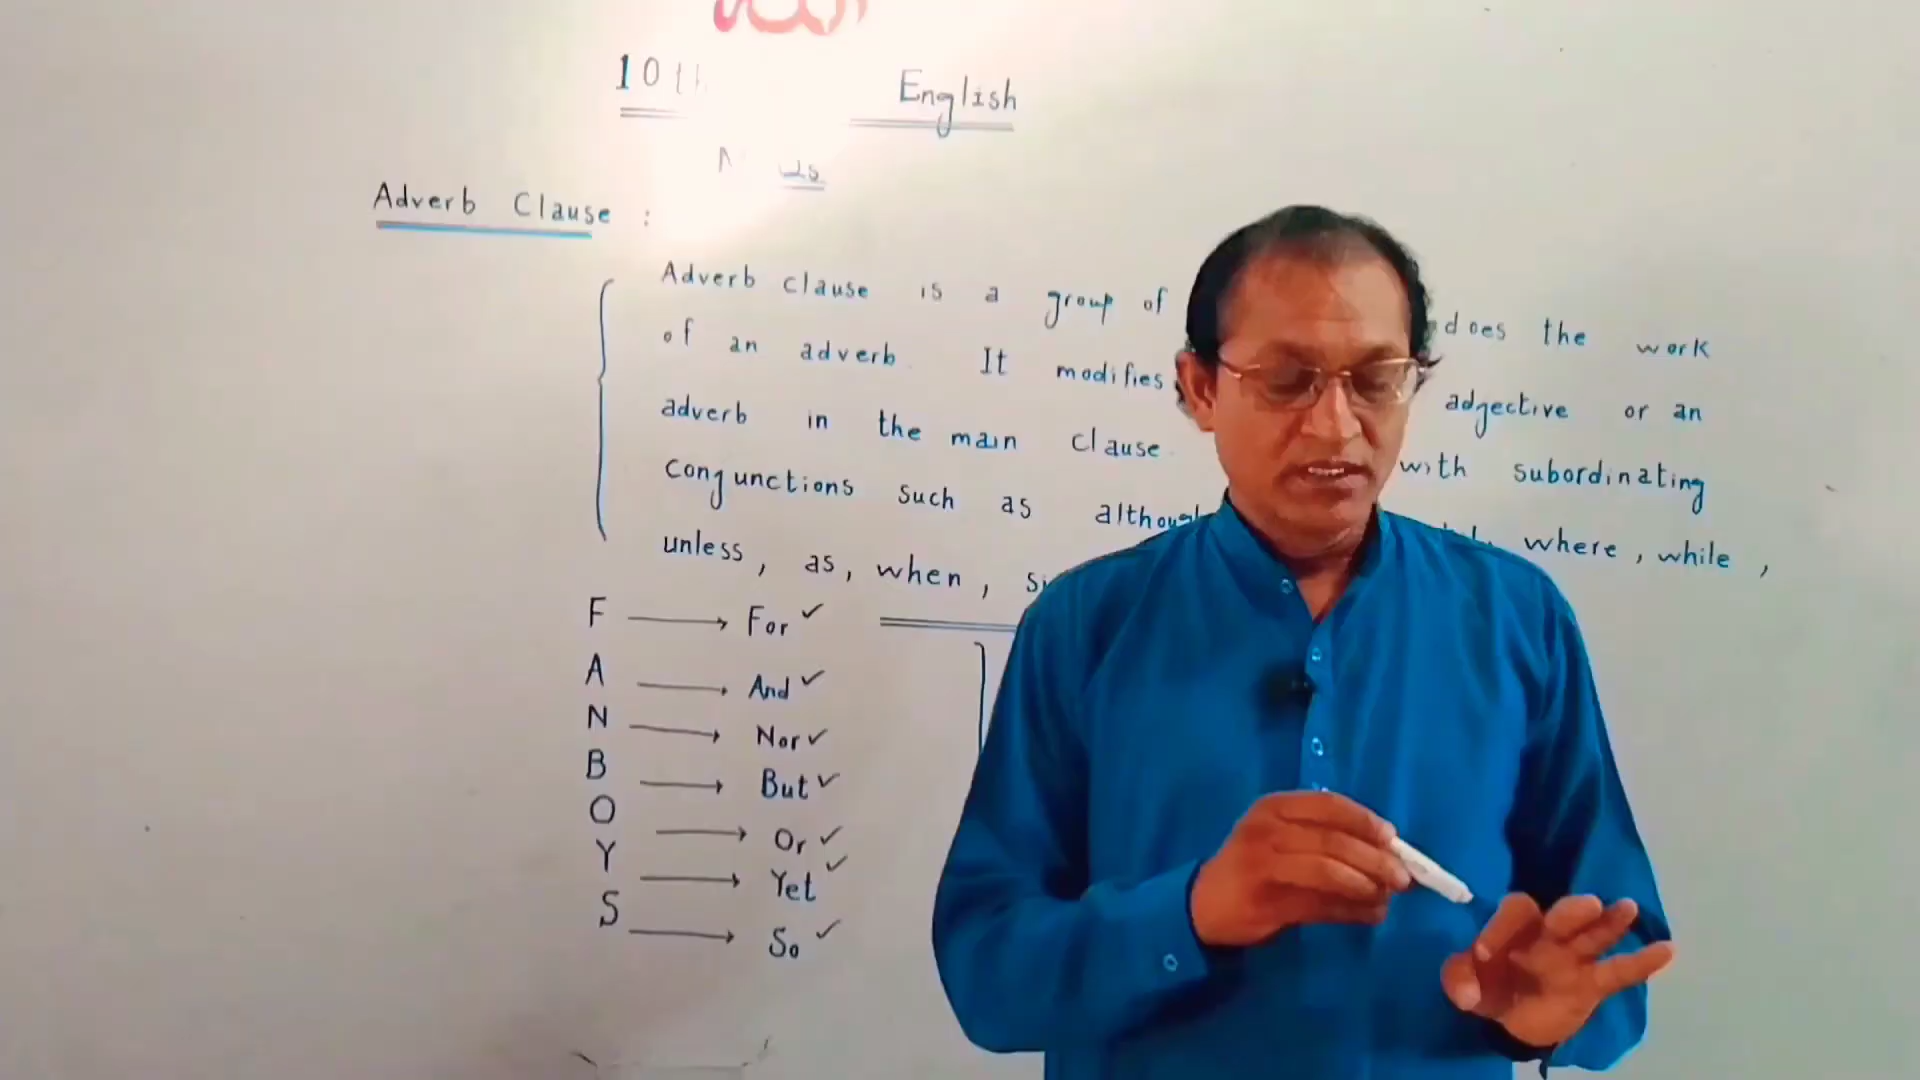 10th English
Adverb Clause :
Adverb clause is a group of does the work
of an adverb. It modifies adjective or an
adverb in the main clause. with subordinating
conjunctions such as where, while,
unless, as, when,
F → For ✓
A → And ✓
N → Nor ✓
B → But ✓
O → Or ✓
Y → Yet ✓
S → So ✓